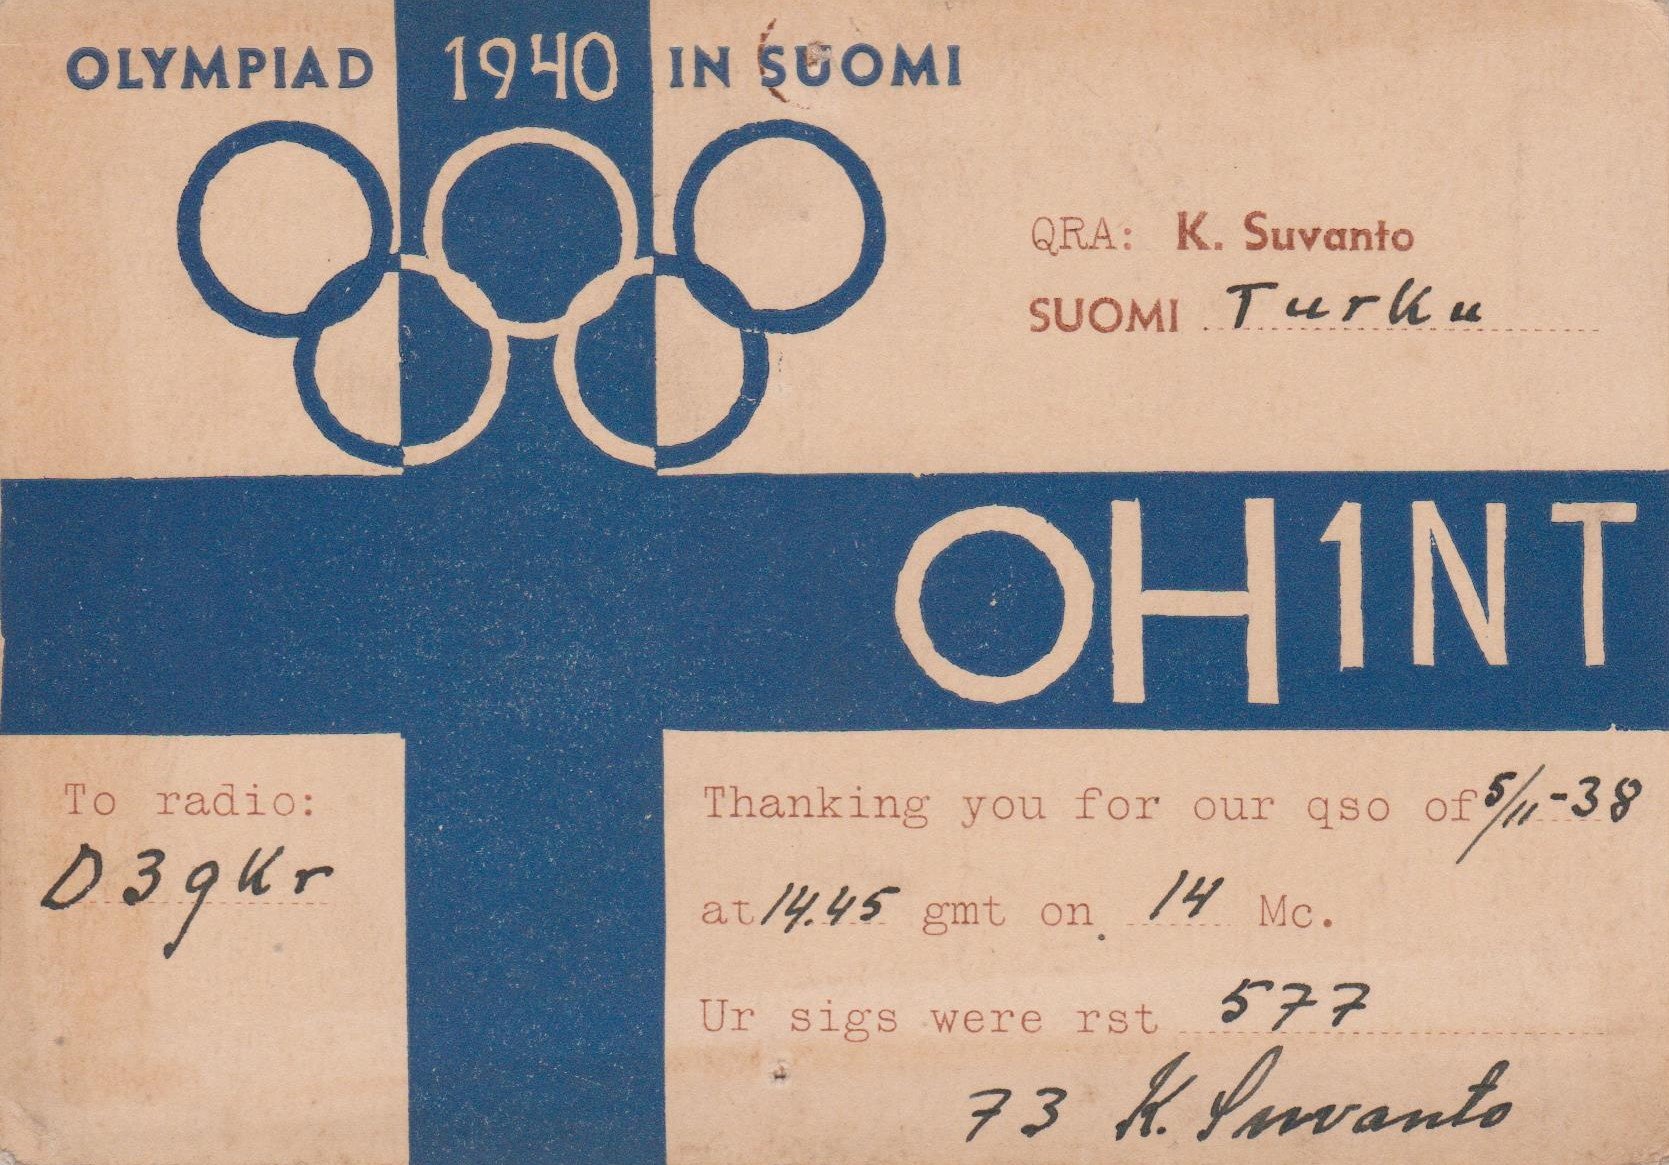 OLYMPIAD 1940 IN SUOMI
QRA: K. Suvanto
SUOMI Turku
OH1NT
To radio:
D3gKr
Thanking you for our qso of 5/11-38
at 14.45 gmt on 14 Mc.
Ur sigs were rst 577
73 K. Suvanto